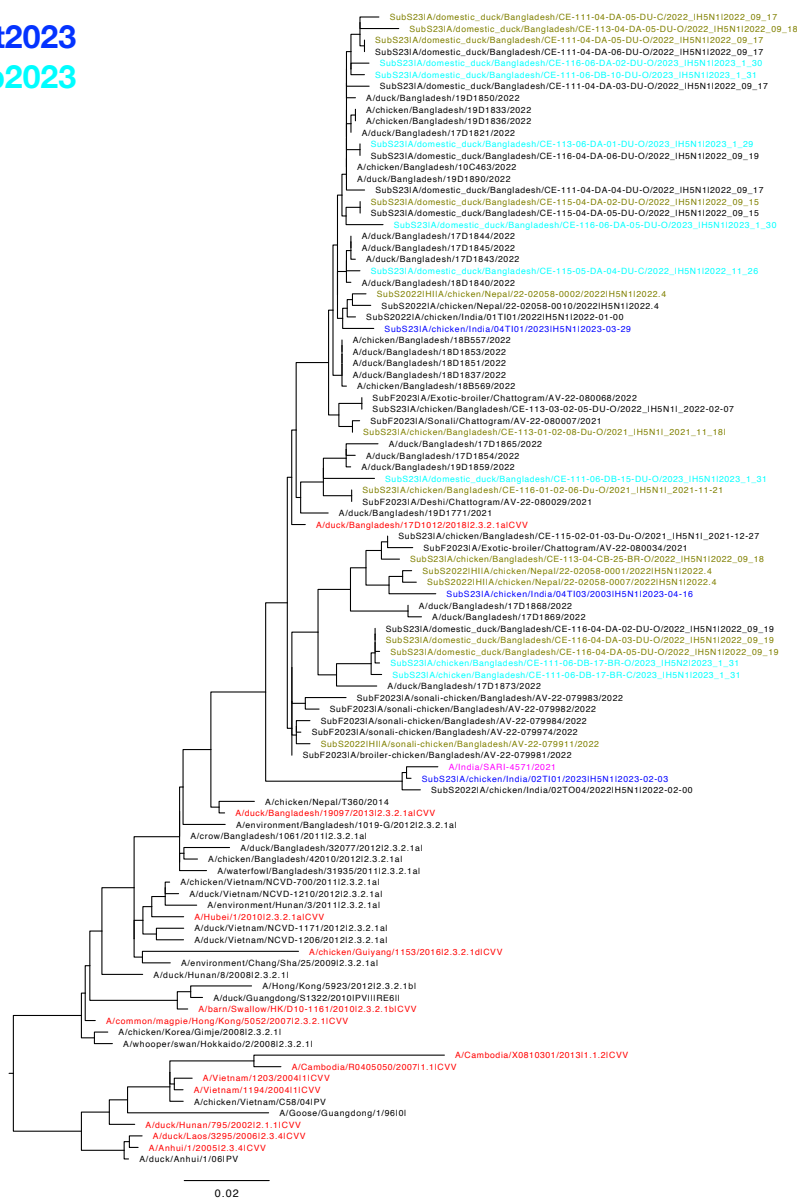 t2023
2023
SubS23|A/domestic_duck/Bangladesh/CE-111-04-DA-05-DU-C/2022_|H5N1|2022_09_17
SubS23|A/domestic_duck/Bangladesh/CE-113-04-DA-05-DU-O/2022_|H5N1|2022_09_18
SubS23|A/domestic_duck/Bangladesh/CE-111-04-DA-05-DU-O/2022_|H5N1|2022_09_17
SubS23|A/domestic_duck/Bangladesh/CE-111-04-DA-06-DU-O/2022_|H5N1|2022_09_17
SubS23|A/domestic_duck/Bangladesh/CE-116-06-DA-02-DU-O/2023_|H5N1|2023_1_30
SubS23|A/domestic_duck/Bangladesh/CE-111-06-DB-10-DU-O/2023_|H5N1|2023_1_31
SubS23|A/domestic_duck/Bangladesh/CE-111-04-DA-03-DU-O/2022_|H5N1|2022_09_17
A/duck/Bangladesh/19D1850/2022
A/chicken/Bangladesh/19D1833/2022
A/chicken/Bangladesh/19D1836/2022
A/duck/Bangladesh/17D1821/2022
SubS23|A/domestic_duck/Bangladesh/CE-113-06-DA-01-DU-O/2023_|H5N1|2023_1_29
SubS23|A/domestic_duck/Bangladesh/CE-116-04-DA-06-DU-O/2022_|H5N1|2022_09_19
A/chicken/Bangladesh/10C463/2022
A/duck/Bangladesh/19D1890/2022
SubS23|A/domestic_duck/Bangladesh/CE-111-04-DA-04-DU-O/2022_|H5N1|2022_09_17
SubS23|A/domestic_duck/Bangladesh/CE-115-04-DA-02-DU-O/2022_|H5N1|2022_09_15
SubS23|A/domestic_duck/Bangladesh/CE-115-04-DA-05-DU-O/2022_|H5N1|2022_09_15
SubS23|A/domestic_duck/Bangladesh/CE-116-06-DA-05-DU-O/2023_|H5N1|2023_1_30
A/duck/Bangladesh/17D1844/2022
A/duck/Bangladesh/17D1845/2022
A/duck/Bangladesh/17D1843/2022
SubS23|A/domestic_duck/Bangladesh/CE-115-05-DA-04-DU-C/2022_|H5N1|2022_11_26
A/duck/Bangladesh/18D1840/2022
SubS2022|HI|A/chicken/Nepal/22-02058-0002/2022|H5N1|2022.4
SubS2022|A/chicken/Nepal/22-02058-0010/2022|H5N1|2022.4
SubS2022|A/chicken/India/01TI01/2022|H5N1|2022-01-00
SubS23|A/chicken/India/04TI01/2023|H5N1|2023-03-29
A/chicken/Bangladesh/18B557/2022
A/duck/Bangladesh/18D1853/2022
A/duck/Bangladesh/18D1851/2022
A/duck/Bangladesh/18D1837/2022
A/chicken/Bangladesh/18B569/2022
SubF2023|A/Exotic-broiler/Chattogram/AV-22-080068/2022
SubS23|A/chicken/Bangladesh/CE-113-03-02-05-DU-O/2022_|H5N1|_2022-02-07
SubF2023|A/Sonali/Chattogram/AV-22-080007/2021
SubS23|A/chicken/Bangladesh/CE-113-01-02-08-Du-O/2021_|H5N1|_2021_11_18|
A/duck/Bangladesh/17D1865/2022
A/duck/Bangladesh/17D1854/2022
A/duck/Bangladesh/19D1859/2022
SubS23|A/domestic_duck/Bangladesh/CE-111-06-DB-15-DU-O/2023_|H5N1|2023_1_31
SubS23|A/chicken/Bangladesh/CE-116-01-02-06-Du-O/2021_|H5N1|_2021-11-21
SubF2023|A/Deshi/Chattogram/AV-22-080029/2021
A/duck/Bangladesh/19D1771/2021
A/duck/Bangladesh/17D1012/2018|2.3.2.1a|CVV
SubS23|A/chicken/Bangladesh/CE-115-02-01-03-Du-O/2021_|H5N1|_2021-12-27
SubF2023|A/Exotic-broiler/Chattogram/AV-22-080034/2021
SubS23|A/domestic_duck/Bangladesh/CE-113-04-CB-25-BR-O/2022_|H5N1|2022_09_18
SubS2022|HI|A/chicken/Nepal/22-02058-0001/2022|H5N1|2022.4
SubS2022|HI|A/chicken/Nepal/22-02058-0007/2022|H5N1|2022.4
SubS23|A/chicken/India/04TI03/2003|H5N1|2023-04-16
A/duck/Bangladesh/17D1868/2022
A/duck/Bangladesh/17D1869/2022
SubS23|A/domestic_duck/Bangladesh/CE-116-04-DA-02-DU-O/2022_|H5N1|2022_09_19
SubS23|A/domestic_duck/Bangladesh/CE-116-04-DA-03-DU-O/2022_|H5N1|2022_09_19
SubS23|A/domestic_duck/Bangladesh/CE-116-04-DA-05-DU-O/2022_|H5N1|2022_09_19
SubS23|A/chicken/Bangladesh/CE-111-06-DB-17-BR-O/2023_|H5N2|2023_1_31
SubS23|A/chicken/Bangladesh/CE-111-06-DB-17-BR-C/2023_|H5N1|2023_1_31
A/duck/Bangladesh/17D1873/2022
SubF2023|A/sonali-chicken/Bangladesh/AV-22-079983/2022
SubF2023|A/sonali-chicken/Bangladesh/AV-22-079982/2022
SubF2023|A/sonali-chicken/Bangladesh/AV-22-079984/2022
SubF2023|A/sonali-chicken/Bangladesh/AV-22-079974/2022
SubS2022|HI|A/sonali-chicken/Bangladesh/AV-22-079911/2022
SubF2023|A/broiler-chicken/Bangladesh/AV-22-079981/2022
A/India/SARI-4571/2021
SubS23|A/chicken/India/02TI01/2023|H5N1|2023-02-03
SubS2022|A/chicken/India/02TO04/2022|H5N1|2022-02-00
A/chicken/Nepal/T360/2014
A/duck/Bangladesh/19097/2013|2.3.2.1a|CVV
A/environment/Bangladesh/1019-G/2012|2.3.2.1a|
A/crow/Bangladesh/1061/2011|2.3.2.1a|
A/duck/Bangladesh/32077/2012|2.3.2.1a|
A/chicken/Bangladesh/42010/2012|2.3.2.1a|
A/waterfowl/Bangladesh/31935/2011|2.3.2.1a|
A/chicken/Vietnam/NCVD-700/2011|2.3.2.1a|
A/duck/Vietnam/NCVD-1210/2012|2.3.2.1a|
A/environment/Hunan/3/2011|2.3.2.1a|
A/Hubei/1/2010|2.3.2.1a|CVV
A/duck/Vietnam/NCVD-1171/2012|2.3.2.1a|
A/duck/Vietnam/NCVD-1206/2012|2.3.2.1a|
A/chicken/Guiyang/1153/2016|2.3.2.1d|CVV
A/environment/Chang/Sha/25/2009|2.3.2.1a|
A/duck/Hunan/8/2008|2.3.2.1|
A/Hong/Kong/5923/2012|2.3.2.1b|
A/duck/Guangdong/S1322/2010|PV|||RE6||
A/barn/Swallow/HK/D10-1161/2010|2.3.2.1b|CVV
A/common/magpie/Hong/Kong/5052/2007|2.3.2.1|CVV
A/chicken/Korea/Gimje/2008|2.3.2.1|
A/whooper/swan/Hokkaido/2/2008|2.3.2.1|
A/Cambodia/X0810301/2013|1.1.2|CVV
A/Cambodia/R0405050/2007|1.1|CVV
A/Vietnam/1203/2004|1|CVV
A/Vietnam/1194/2004|1|CVV
A/chicken/Vietnam/C58/04|PV
A/Goose/Guangdong/1/96|0|
A/duck/Hunan/795/2002|2.1.1|CVV
A/duck/Laos/3295/2006|2.3.4|CVV
A/Anhui/1/2005|2.3.4|CVV
A/duck/Anhui/1/06|PV
0.02